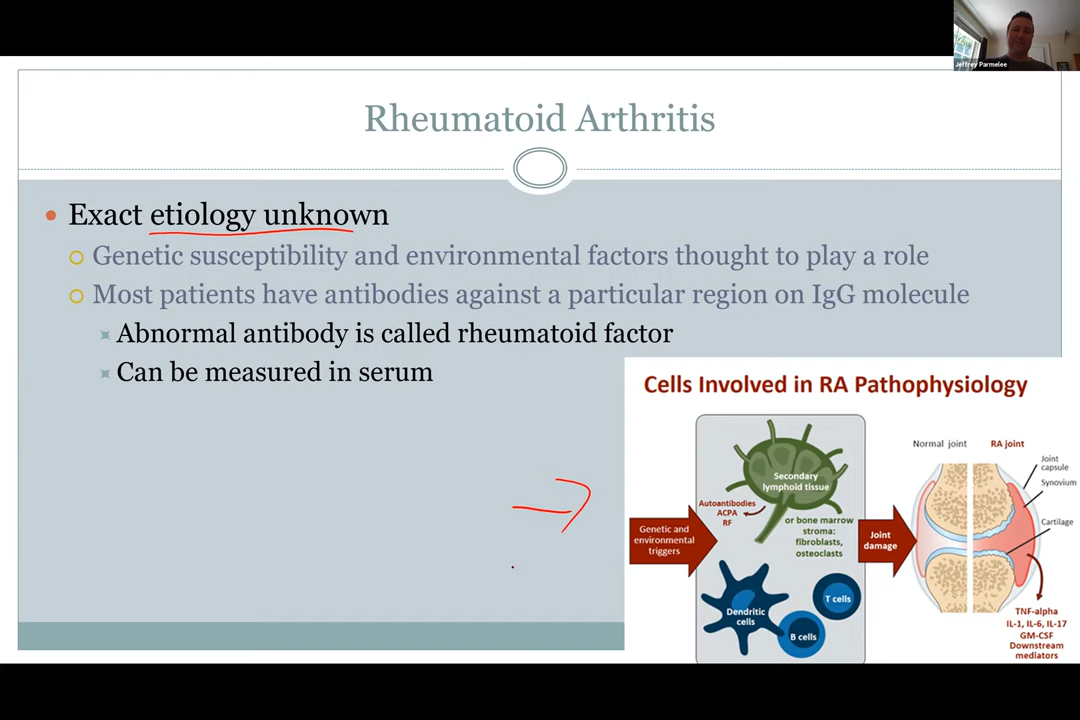 Jeffrey Parmelee
Rheumatoid Arthritis
Exact etiology unknown
Genetic susceptibility and environmental factors thought to play a role
Most patients have antibodies against a particular region on IgG molecule
Abnormal antibody is called rheumatoid factor
Can be measured in serum
Cells Involved in RA Pathophysiology
Genetic and
environmental
triggers
Autoantibodies
ACPA
RF
Secondary
lymphoid tissue
or bone marrow
stroma:
fibroblasts,
osteoclasts
Dendritic
cells
T cells
B cells
Joint
damage
Normal joint
RA joint
Joint
capsule
Synovium
Cartilage
TNF-alpha
IL-1, IL-6, IL-17
GM-CSF
Downstream
mediators